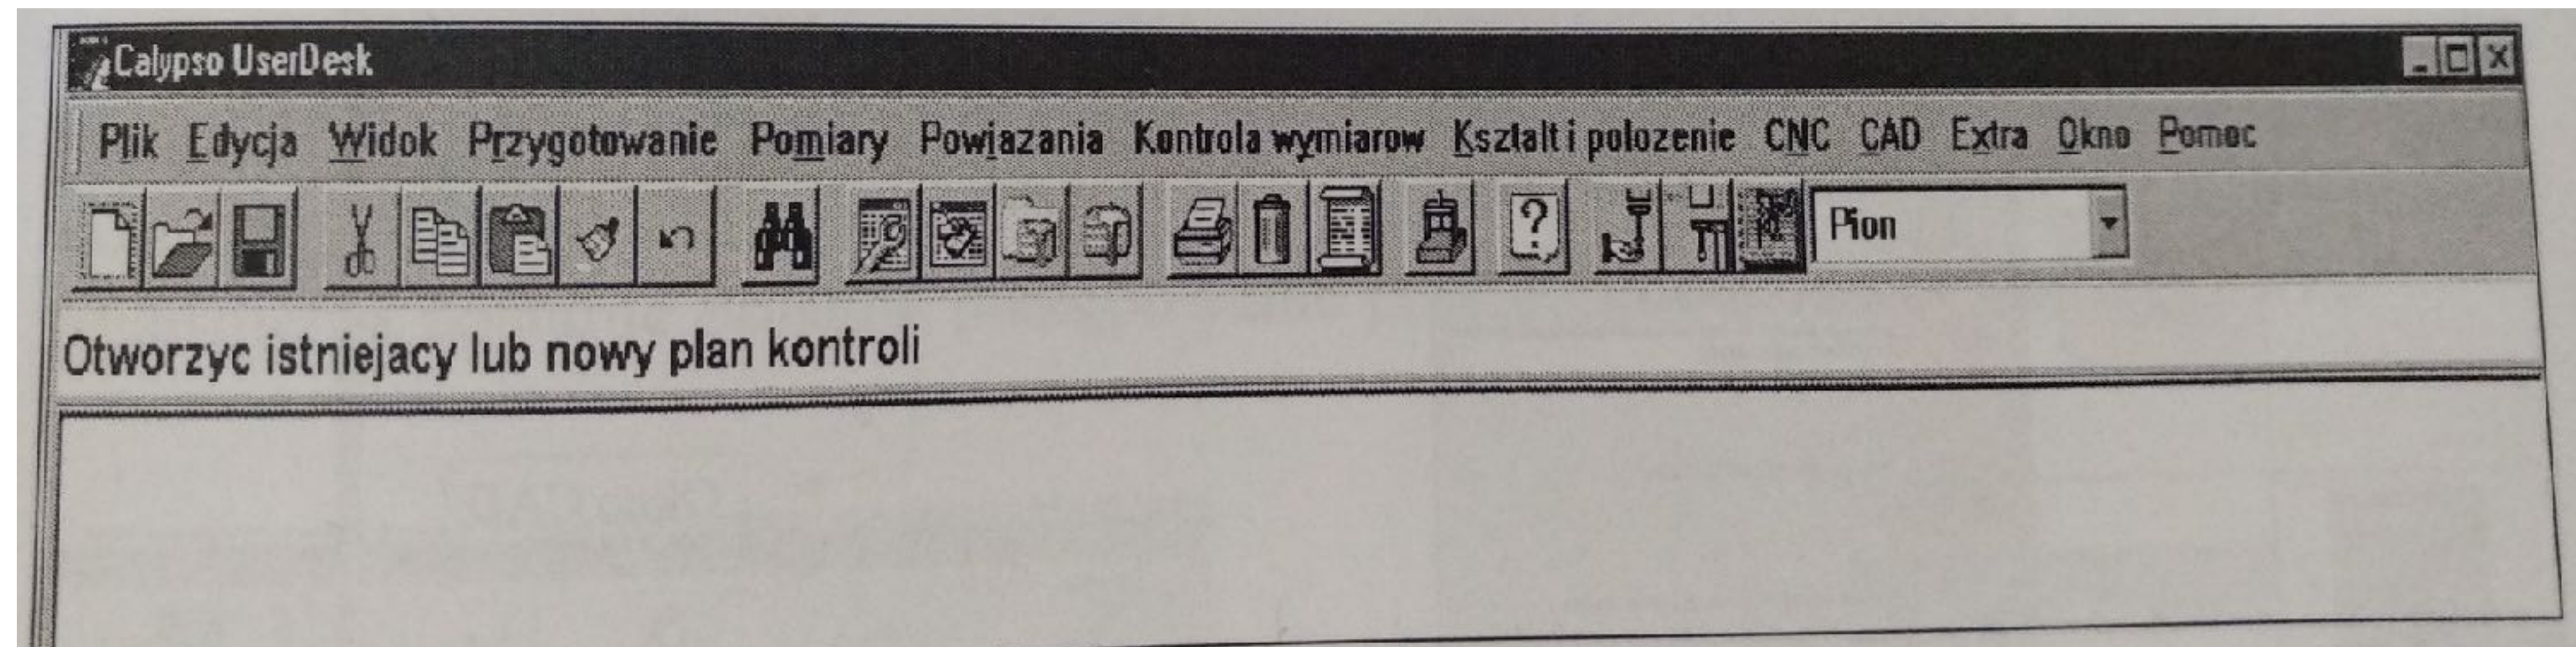 Calypso UserDesk
Plik Edycja Widok Przygotowanie Pomiary Powiazania Kontrola wymiarow Ksztalt i polozenie CNC CAD Extra Okno Pomoc
Pion
Otworzyc istniejacy lub nowy plan kontroli